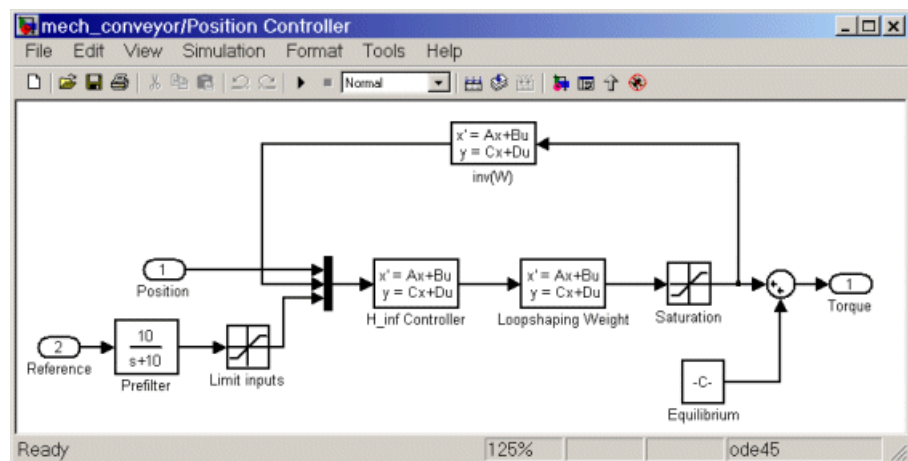 mech_conveyor/Position Controller
File Edit View Simulation Format Tools Help
Normal
x' = Ax+Bu
y = Cx+Du
inv(W)
1
Position
x' = Ax+Bu
y = Cx+Du
H_inf Controller
x' = Ax+Bu
y = Cx+Du
Loopshaping Weight
Saturation
1
Torque
2
Reference
10
s+10
Prefilter
Limit inputs
-C-
Equilibrium
Ready 125% ode45